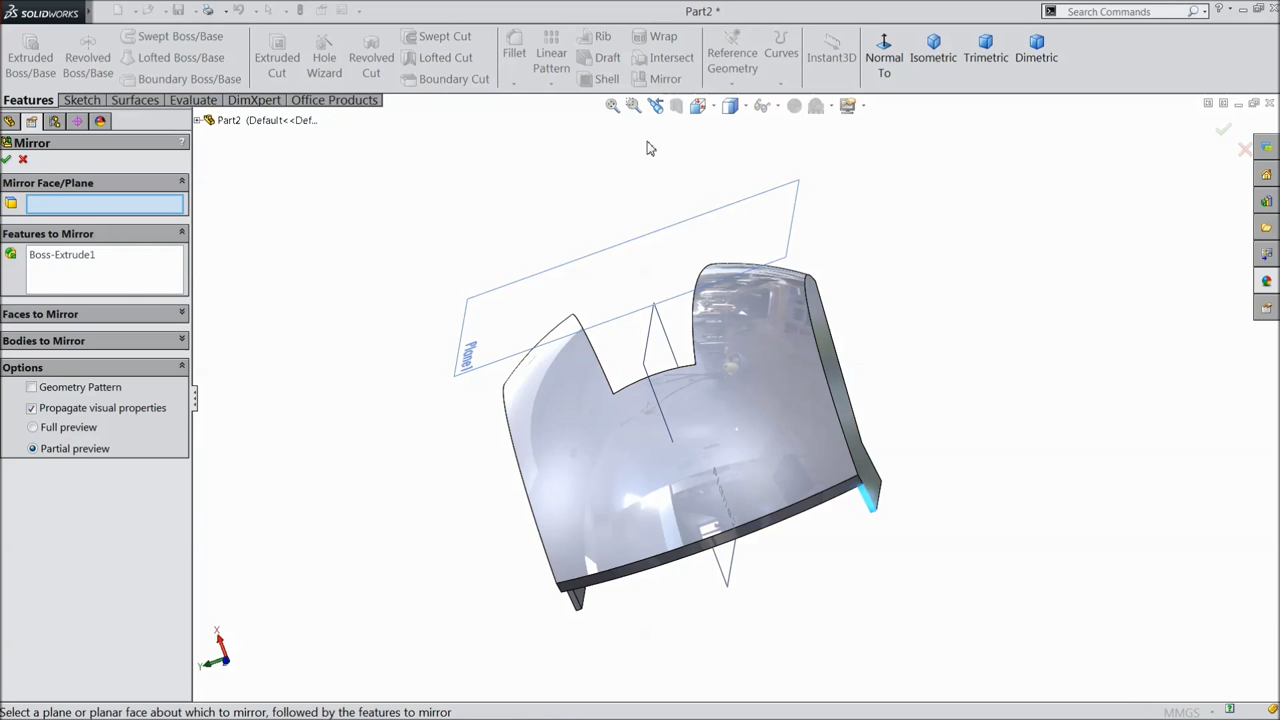 SOLIDWORKS
Part2 *
Search Commands
Extruded Boss/Base
Revolved Boss/Base
Swept Boss/Base
Lofted Boss/Base
Boundary Boss/Base
Extruded Cut
Hole Wizard
Revolved Cut
Swept Cut
Lofted Cut
Boundary Cut
Fillet
Linear Pattern
Rib
Draft
Shell
Wrap
Intersect
Mirror
Reference Geometry
Curves
Instant3D
Normal To
Isometric
Trimetric
Dimetric
Features
Sketch
Surfaces
Evaluate
DimXpert
Office Products
Part2 (Default<<Def...
Mirror
?
Mirror Face/Plane
Features to Mirror
Boss-Extrude1
Faces to Mirror
Bodies to Mirror
Options
Geometry Pattern
Propagate visual properties
Full preview
Partial preview
X
Y
Select a plane or planar face about which to mirror, followed by the features to mirror
MMGS